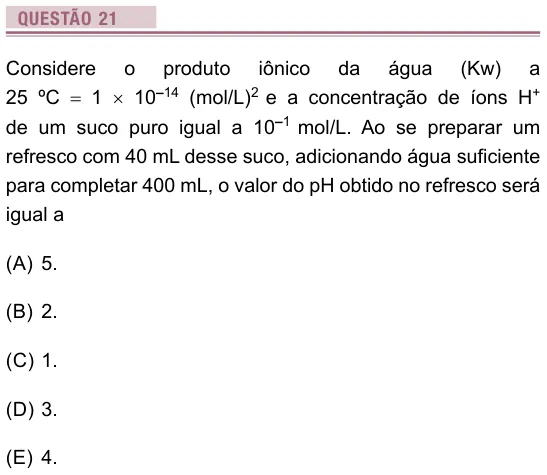 QUESTÃO 21
Considere o produto iônico da água (Kw) a
25 ºC = 1 × 10⁻¹⁴ (mol/L)² e a concentração de íons H⁺
de um suco puro igual a 10⁻¹ mol/L. Ao se preparar um
refresco com 40 mL desse suco, adicionando água suficiente
para completar 400 mL, o valor do pH obtido no refresco será
igual a
(A) 5.
(B) 2.
(C) 1.
(D) 3.
(E) 4.